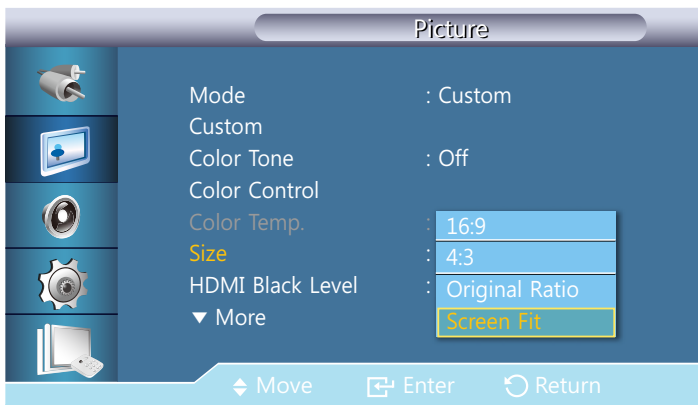 Picture
Mode : Custom
Custom
Color Tone : Off
Color Control
Color Temp. :
16:9
Size :
4:3
HDMI Black Level :
Original Ratio
▼ More
Screen Fit
Move Enter Return